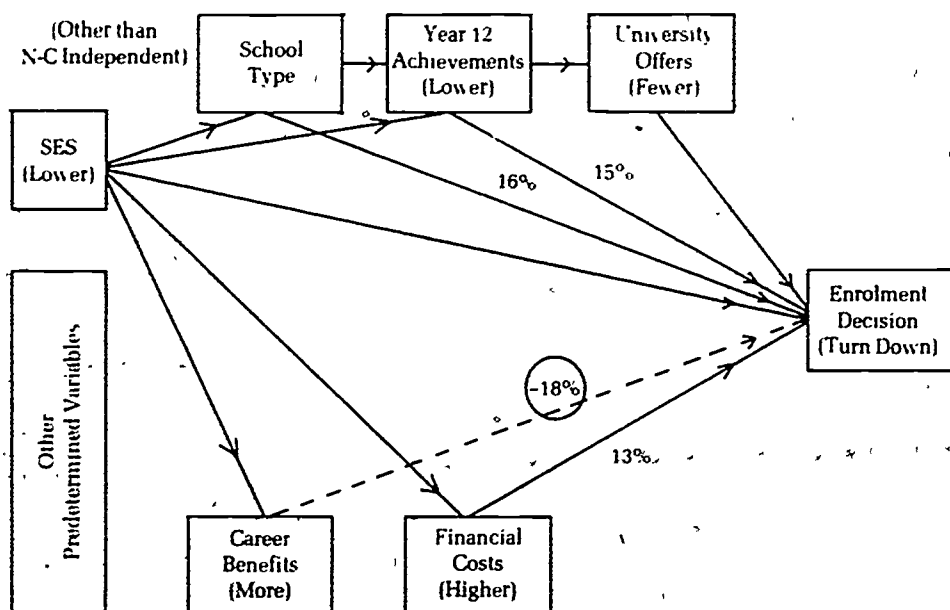 (Other than
N-C Independent)
School
Type
Year 12
Achievements
(Lower)
University
Offers
(Fewer)
SES
(Lower)
16%
15%
Enrolment
Decision
(Turn Down)
Other
Predetermined Variables
-18%
13%
Career
Benefits
(More)
Financial
Costs
(Higher)